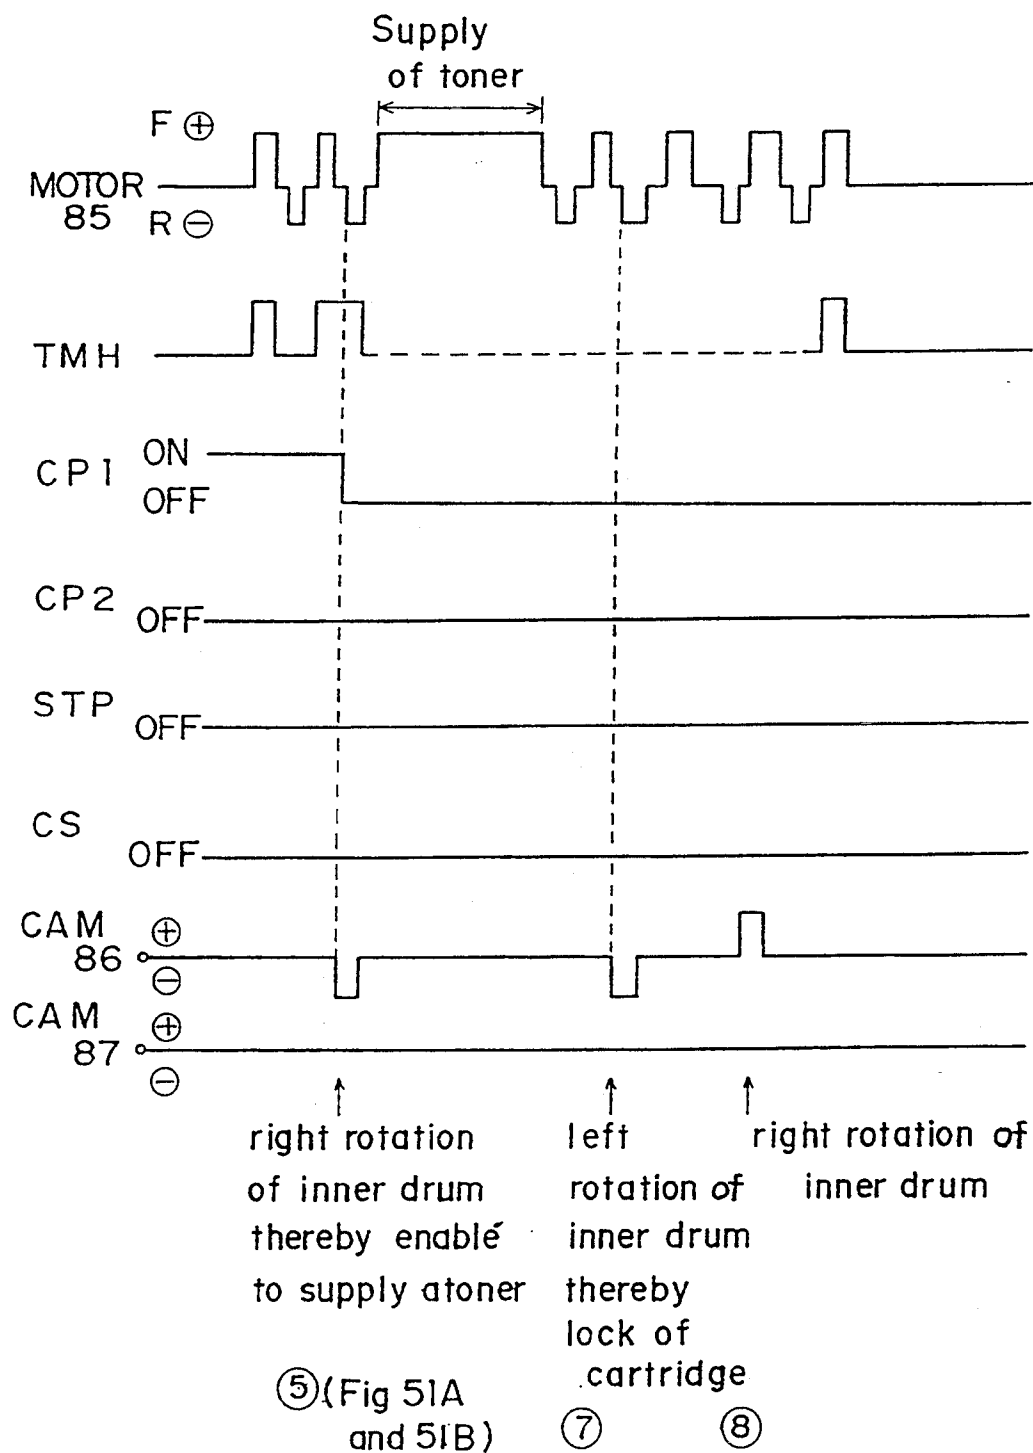 Supply
of toner
F ⊕
MOTOR
85
R ⊖
TMH
CP1
ON
OFF
CP2
OFF
STP
OFF
CS
OFF
CAM
86
⊕
⊖
CAM
87
⊕
⊖
right rotation
of inner drum
thereby enable
to supply atoner
⑤(Fig 51A
and 51B)
left
rotation of
inner drum
thereby
lock of
cartridge
⑦
right rotation of
inner drum
⑧